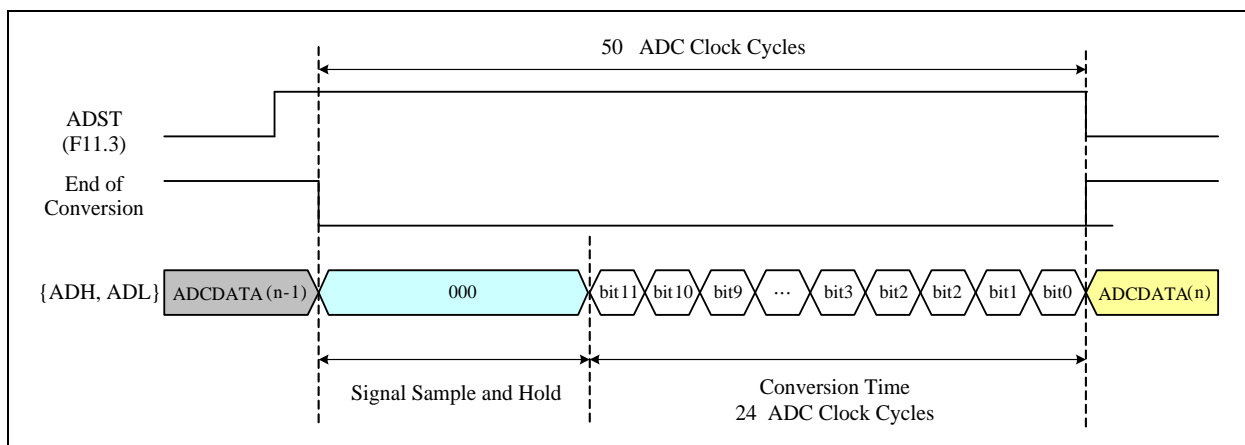 50 ADC Clock Cycles
ADST
(F11.3)
End of
Conversion
{ADH, ADL}
ADCDATA(n-1)
000
bit11
bit10
bit9
...
bit3
bit2
bit2
bit1
bit0
ADCDATA(n)
Signal Sample and Hold
Conversion Time
24 ADC Clock Cycles